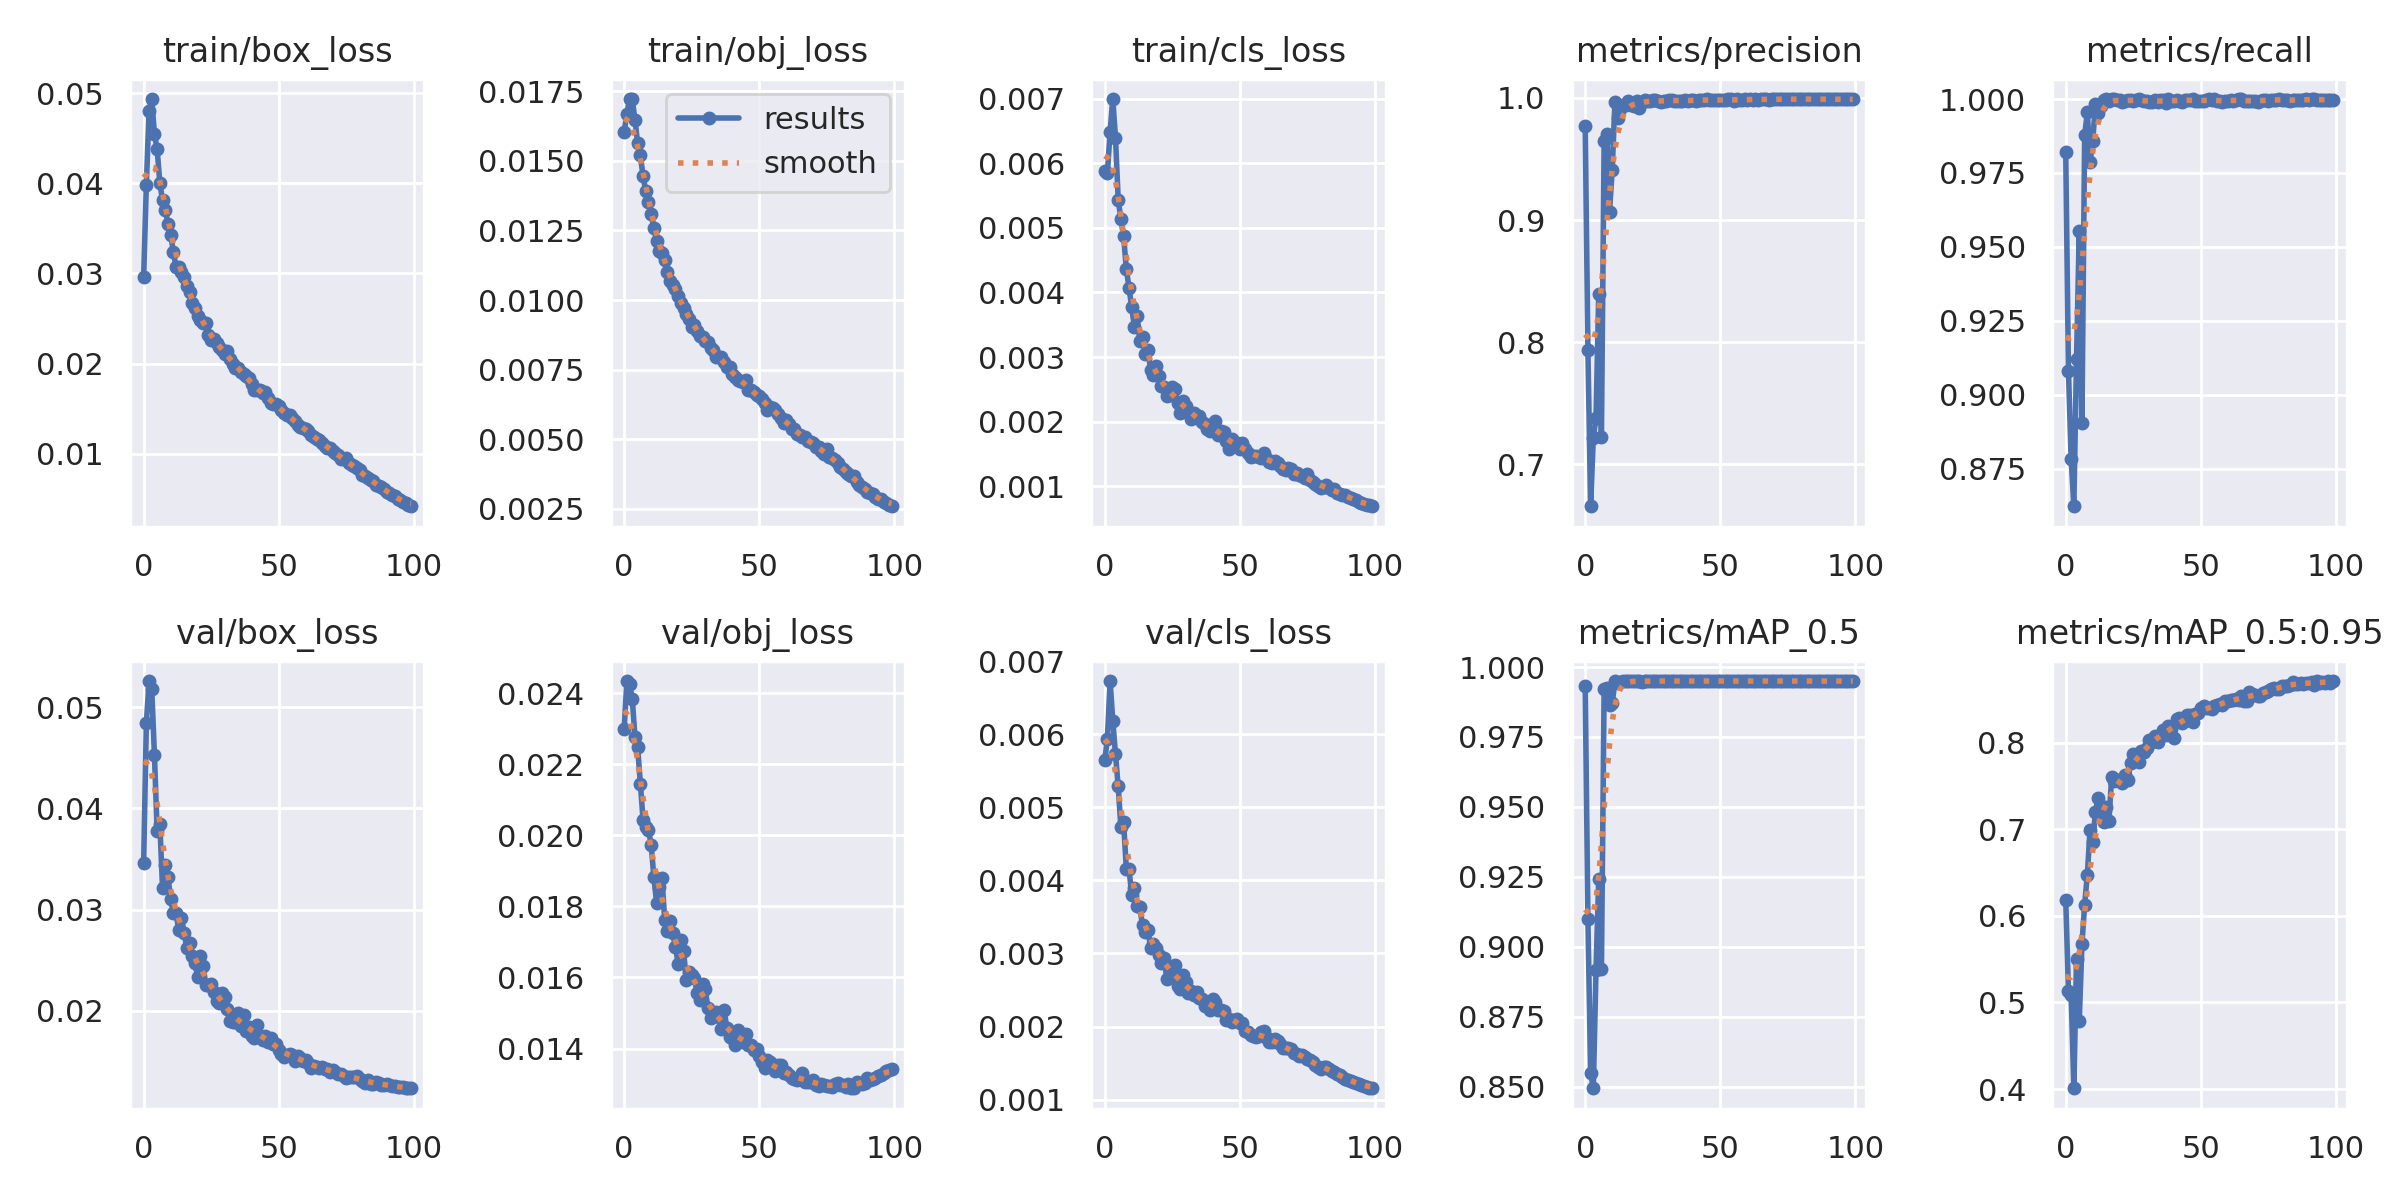 train/box_loss
0.05
0.04
0.03
0.02
0.01
0 50 100
train/obj_loss
results
smooth
0.0175
0.0150
0.0125
0.0100
0.0075
0.0050
0.0025
0 50 100
train/cls_loss
0.007
0.006
0.005
0.004
0.003
0.002
0.001
0 50 100
metrics/precision
1.0
0.9
0.8
0.7
0 50 100
metrics/recall
1.000
0.975
0.950
0.925
0.900
0.875
0 50 100
val/box_loss
0.05
0.04
0.03
0.02
0 50 100
val/obj_loss
0.024
0.022
0.020
0.018
0.016
0.014
0 50 100
val/cls_loss
0.007
0.006
0.005
0.004
0.003
0.002
0.001
0 50 100
metrics/mAP_0.5
1.000
0.975
0.950
0.925
0.900
0.875
0.850
0 50 100
metrics/mAP_0.5:0.95
0.8
0.7
0.6
0.5
0.4
0 50 100